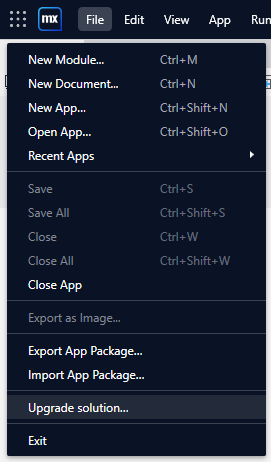 mx File Edit View App Run
New Module... Ctrl+M
New Document... Ctrl+N
New App... Ctrl+Shift+N
Open App... Ctrl+Shift+O
Recent Apps
Save Ctrl+S
Save All Ctrl+Shift+S
Close Ctrl+W
Close All Ctrl+Shift+W
Close App
Export as Image...
Export App Package...
Import App Package...
Upgrade solution...
Exit